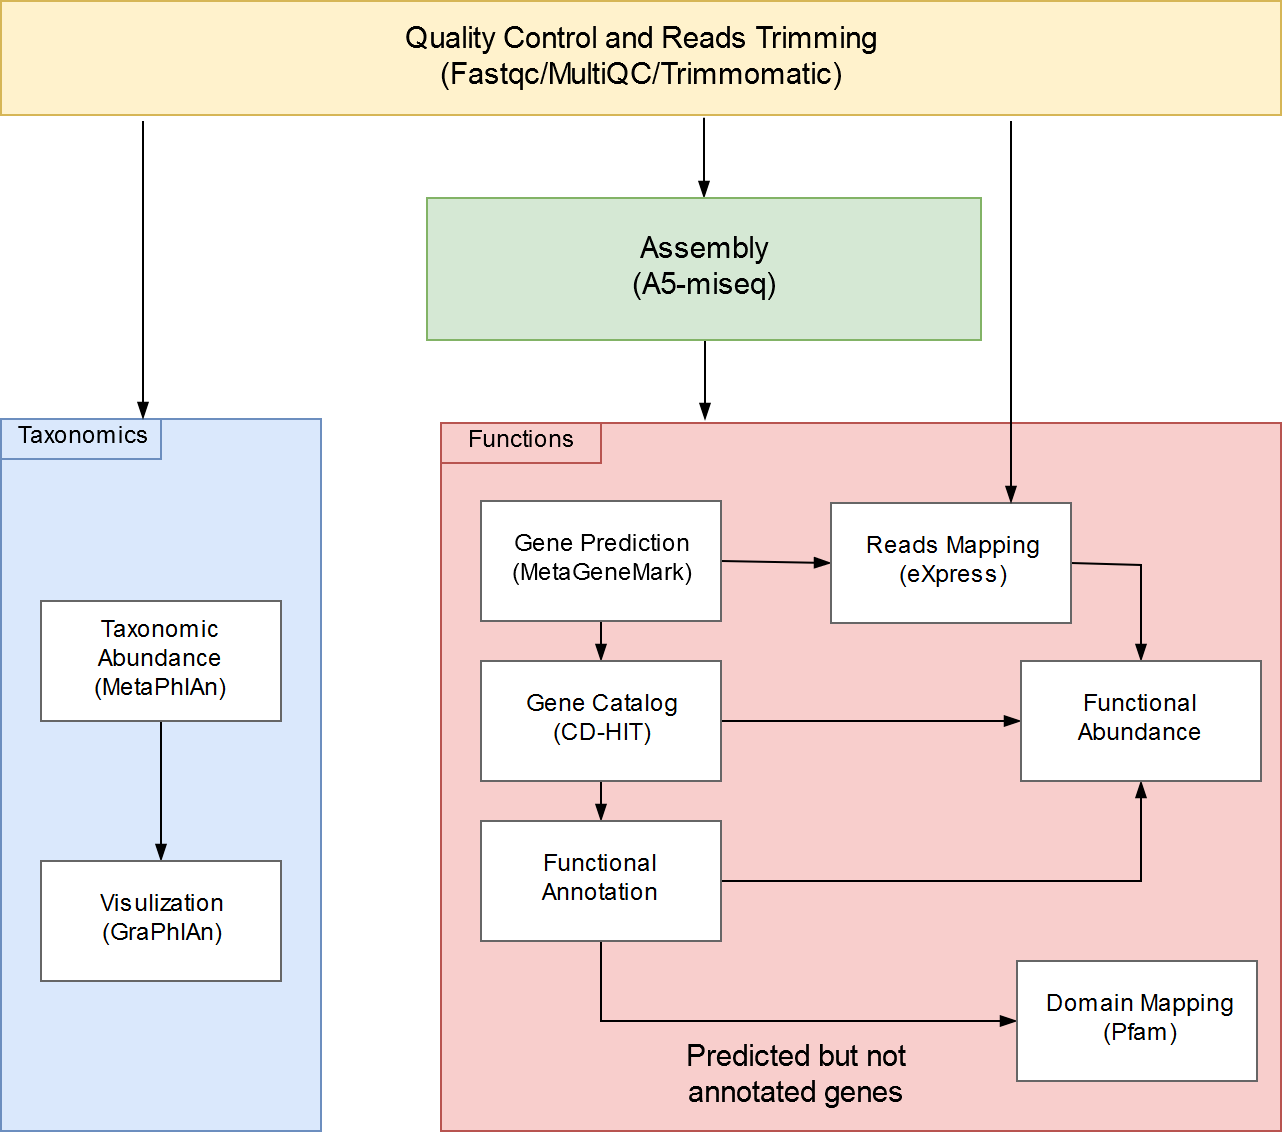 Quality Control and Reads Trimming
(Fastqc/MultiQC/Trimmomatic)
Assembly
(A5-miseq)
Taxonomics
Taxonomic
Abundance
(MetaPhlAn)
Visulization
(GraPhlAn)
Functions
Gene Prediction
(MetaGeneMark)
Reads Mapping
(eXpress)
Gene Catalog
(CD-HIT)
Functional
Abundance
Functional
Annotation
Domain Mapping
(Pfam)
Predicted but not
annotated genes